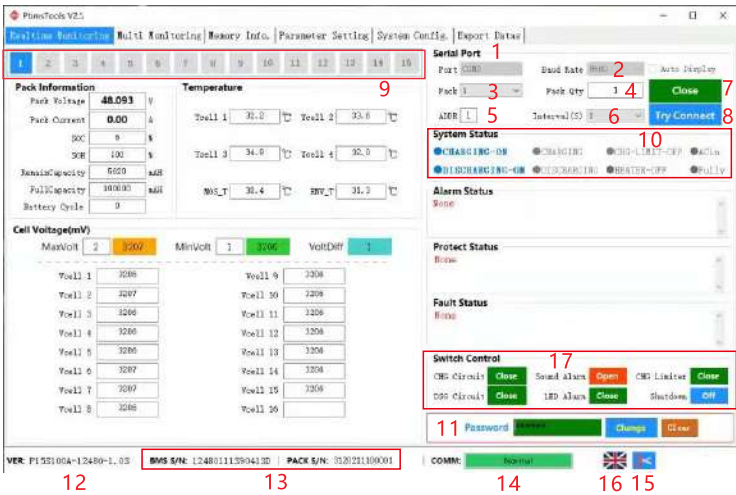 PbmsTools V2.5
Realtime Monitoring Multi Monitoring Memory Info. Parameter Setting System Config. Export Datas
1 2 3 4 5 6 7 8 9 10 11 12 13 14 15
9
Pack Information
Pack Voltage 48.093 V
Pack Current 0.00 A
SOC 6 %
SOH 100 %
RemainCapacity 5620 mAH
FullCapacity 100000 mAH
Battery Cycle 0
Temperature
Tcell 1 32.2 ℃ Tcell 2 33.6 ℃
Tcell 3 34.9 ℃ Tcell 4 32.0 ℃
MOS_T 30.4 ℃ ENV_T 31.3 ℃
Cell Voltage(mV)
MaxVolt 2 3207 MinVolt 1 3206 VoltDiff 1
Vcell 1 3206 Vcell 9 3206
Vcell 2 3207 Vcell 10 3206
Vcell 3 3206 Vcell 11 3206
Vcell 4 3206 Vcell 12 3206
Vcell 5 3206 Vcell 13 3206
Vcell 6 3207 Vcell 14 3206
Vcell 7 3207 Vcell 15 3206
Vcell 8 3206 Vcell 16
Serial Port
1
Port COM3 Baud Rate 9600 2 Auto Display
Pack 1 3 Pack Qty 1 4 Close 7
ADDR 1 5 Interval(S) 2 6 Try Connect 8
System Status 10
CHARGING-ON CHARGING CHG-LIMIT-OFF ACin
DISCHARGING-ON DISCHARGING HEATER-OFF Fully
Alarm Status
None
Protect Status
None
Fault Status
None
Switch Control
17
CHG Circuit Close Sound Alarm Open CHG Limiter Close
DSG Circuit Close LED Alarm Close Shutdown Off
11 Password Change Clear
VER: P15S100A-12480-1.03 BMS S/N: 12480111390413D PACK S/N: 3120211100001 COMM: Normal
12 13 14 16 15